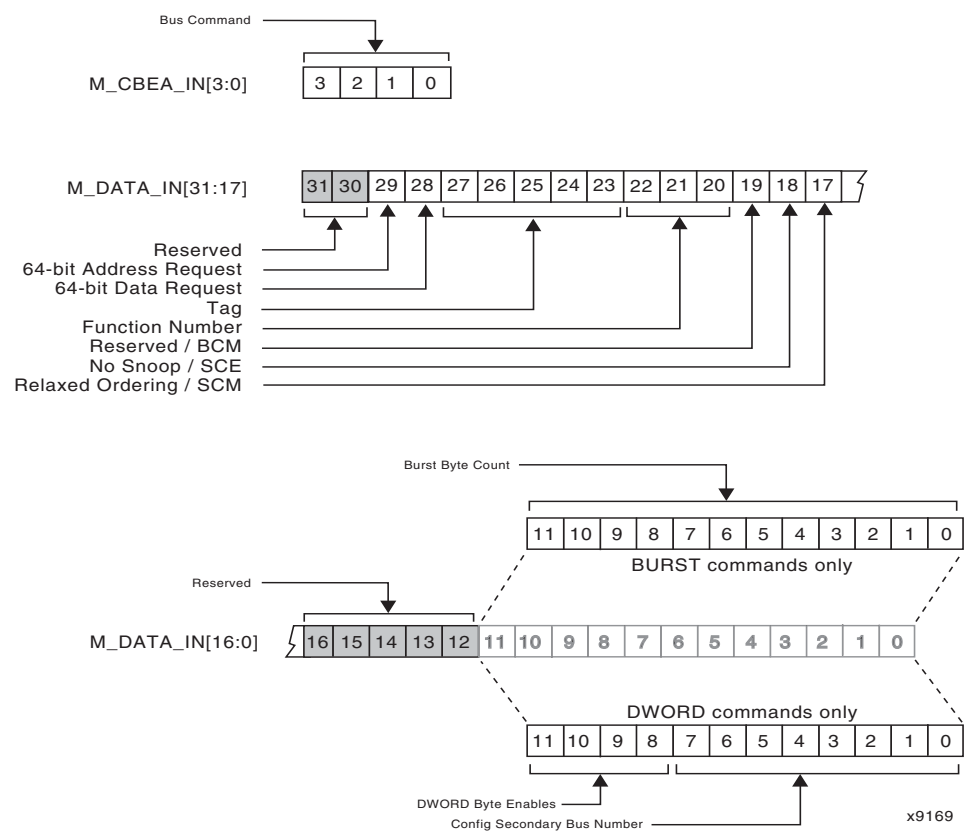 Bus Command
M_CBEA_IN[3:0] 3 2 1 0
M_DATA_IN[31:17] 31 30 29 28 27 26 25 24 23 22 21 20 19 18 17
Reserved
64-bit Address Request
64-bit Data Request
Tag
Function Number
Reserved / BCM
No Snoop / SCE
Relaxed Ordering / SCM
Burst Byte Count
11 10 9 8 7 6 5 4 3 2 1 0
BURST commands only
Reserved
M_DATA_IN[16:0] 16 15 14 13 12 11 10 9 8 7 6 5 4 3 2 1 0
DWORD commands only
11 10 9 8 7 6 5 4 3 2 1 0
DWORD Byte Enables
Config Secondary Bus Number
x9169